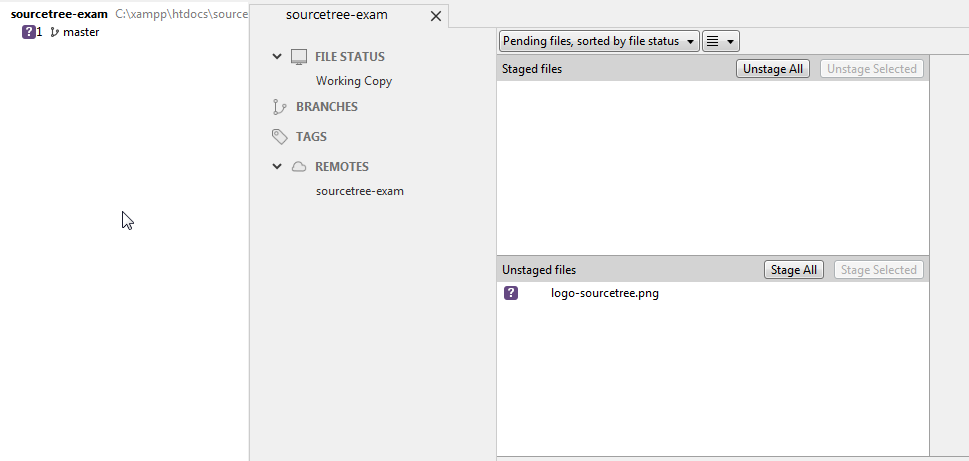 sourcetree-exam C:\xampp\htdocs\source
?1 master
sourcetree-exam
FILE STATUS
Working Copy
BRANCHES
TAGS
REMOTES
sourcetree-exam
Pending files, sorted by file status
Staged files Unstage All Unstage Selected
Unstaged files Stage All Stage Selected
? logo-sourcetree.png